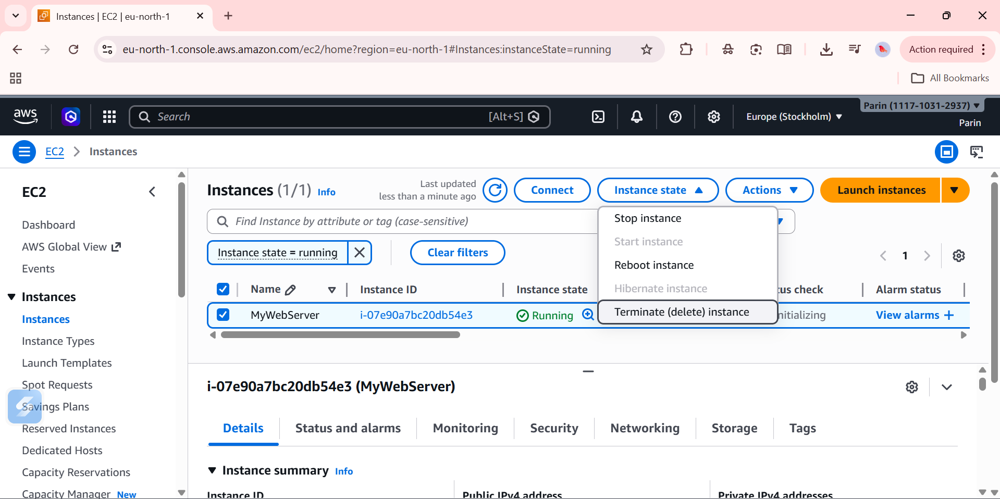 Instances | EC2 | eu-north-1
eu-north-1.console.aws.amazon.com/ec2/home?region=eu-north-1#Instances:instanceState=running
Action required
All Bookmarks
aws
Search
[Alt+S]
Europe (Stockholm)
Parin (1117-1031-2937)
Parin
EC2
Instances
EC2
Dashboard
AWS Global View
Events
Instances
Instances
Instance Types
Launch Templates
Spot Requests
Savings Plans
Reserved Instances
Dedicated Hosts
Capacity Reservations
Capacity Manager New
Instances (1/1) Info
Last updated
less than a minute ago
Connect
Instance state
Actions
Launch instances
Find Instance by attribute or tag (case-sensitive)
Stop instance
Start instance
Reboot instance
Hibernate instance
Terminate (delete) instance
Instance state = running
Clear filters
1
Name Instance ID Instance state tus check Alarm status
MyWebServer i-07e90a7bc20db54e3 Running nitializing View alarms
i-07e90a7bc20db54e3 (MyWebServer)
Details Status and alarms Monitoring Security Networking Storage Tags
Instance summary Info
Instance ID Public IPv4 address Private IPv4 addresses